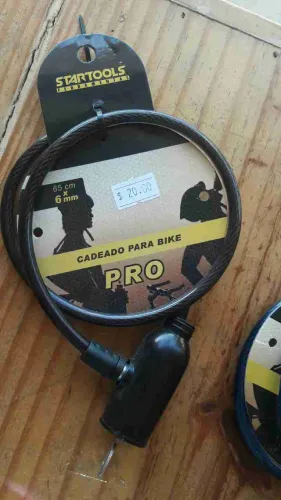 STARTOOLS
FERRAMENTAS
65 cm
x
6 mm
$ 20.00
CADEADO PARA BIKE
PRO